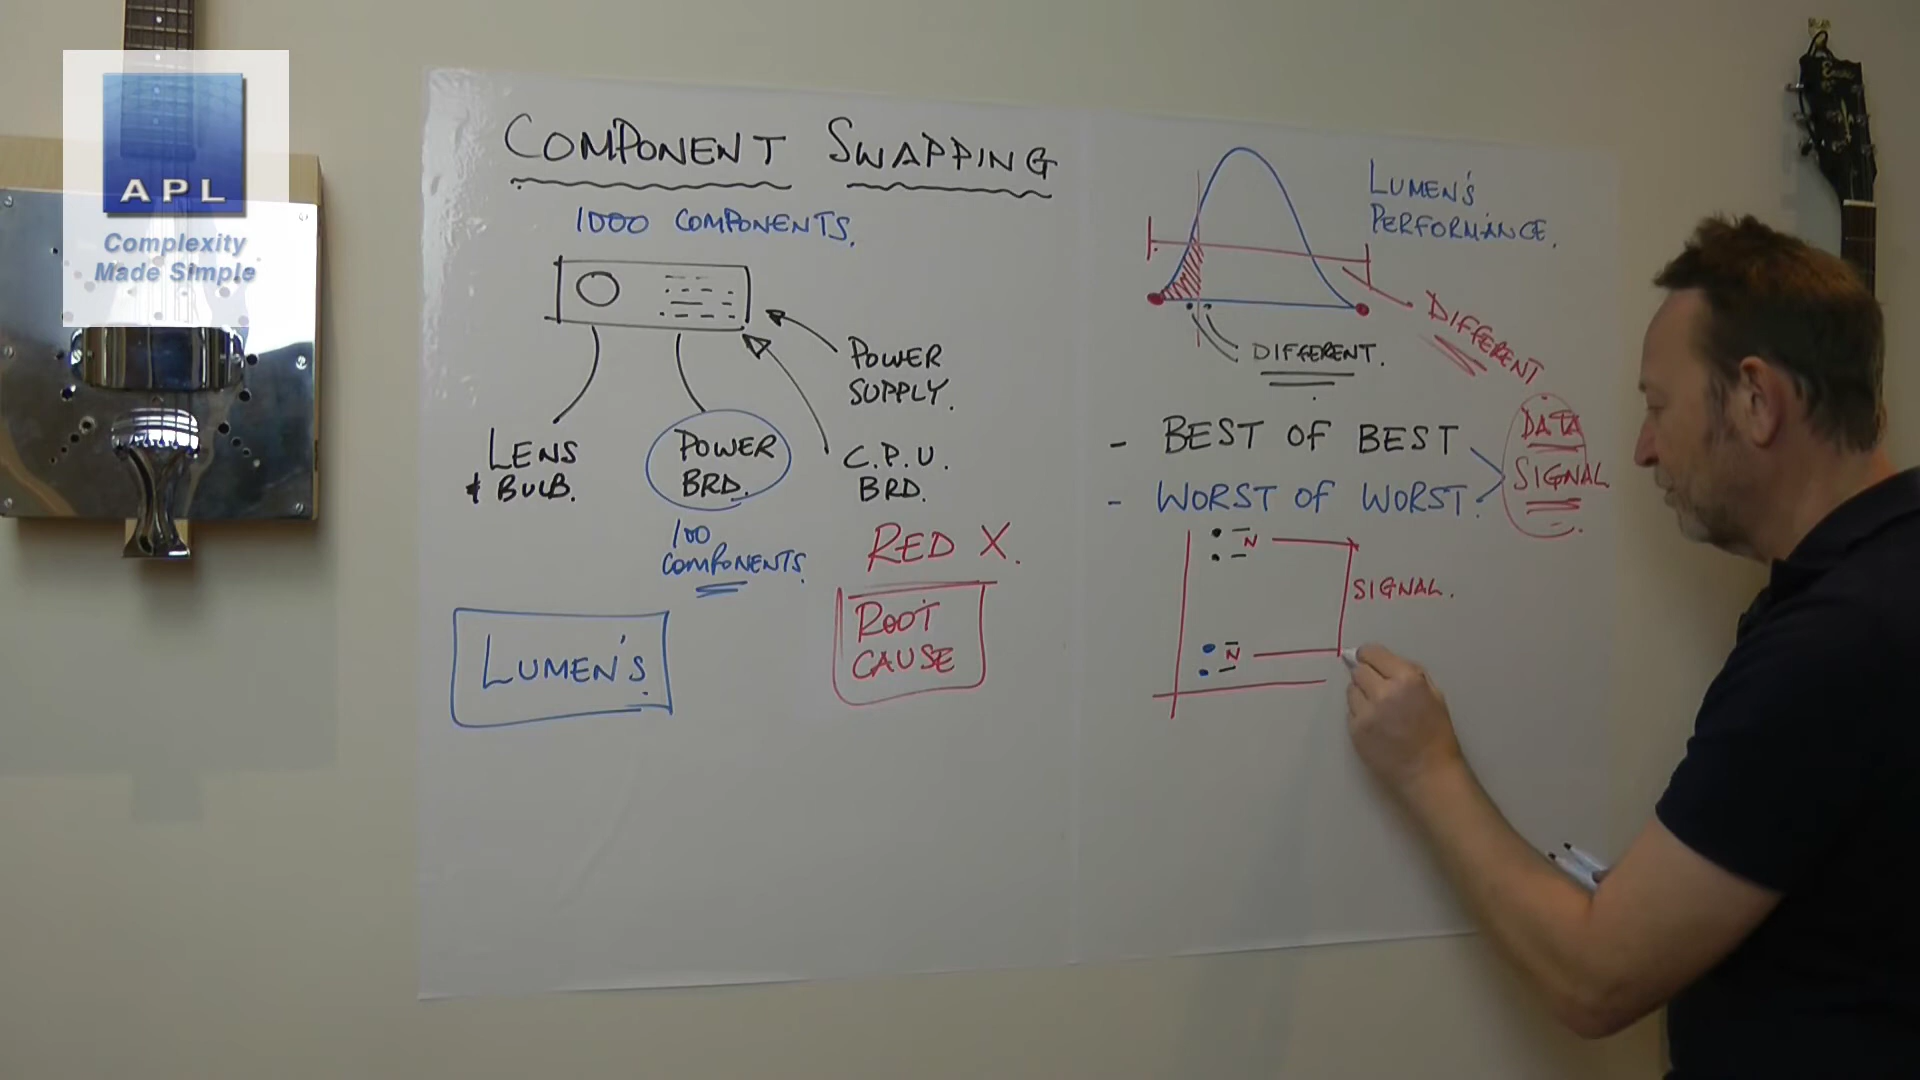 APL
Complexity
Made Simple
COMPONENT SWAPPING
1000 COMPONENTS.
POWER
SUPPLY.
LENS
& BULB.
POWER
BRD.
C.P.U.
BRD.
100
COMPONENTS.
RED X.
ROOT
CAUSE
LUMEN'S.
LUMEN'S
PERFORMANCE.
DIFFERENT
DIFFERENT.
- BEST OF BEST
- WORST OF WORST.
DATA
SIGNAL
N
SIGNAL.
N